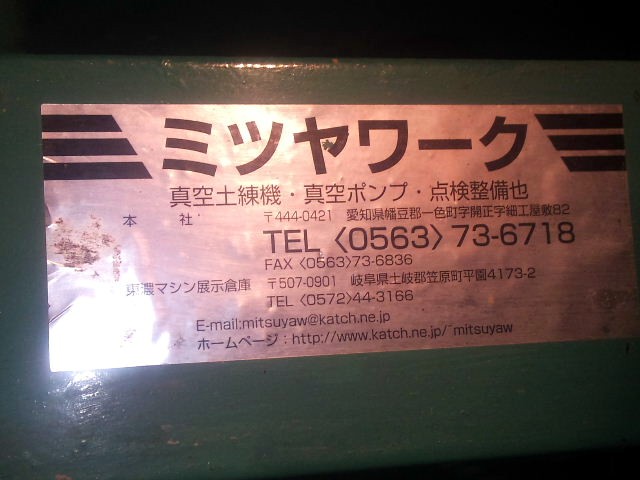 ミツヤワーク
真空土練機・真空ポンプ・点検整備也
本社 〒444-0421 愛知県幡豆郡一色町字開正字細工屋敷82
TEL〈0563〉73-6718
FAX〈0563〉73-6836
東濃マシン展示倉庫 〒507-0901 岐阜県土岐郡笠原町平園4173-2
TEL〈0572〉44-3166
E-mail:mitsuyaw@katch.ne.jp
ホームページ：http://www.katch.ne.jp/~mitsuyaw